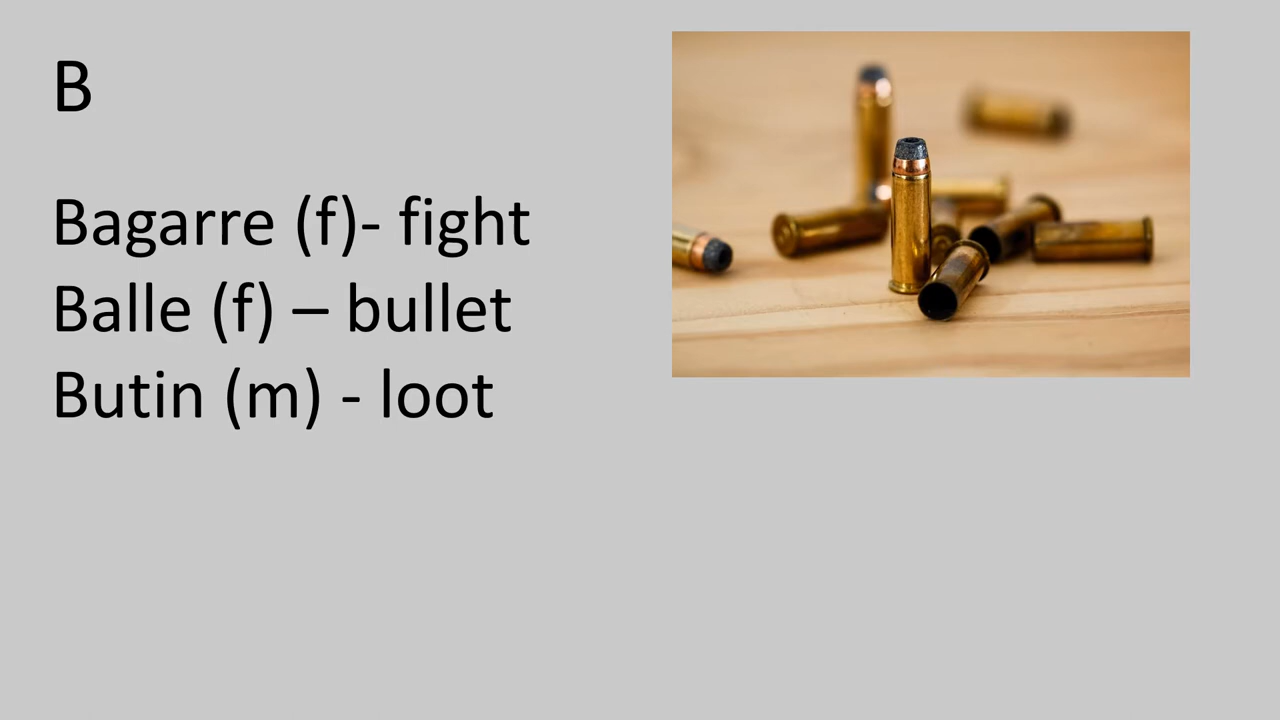 B
Bagarre (f)- fight
Balle (f) – bullet
Butin (m) - loot